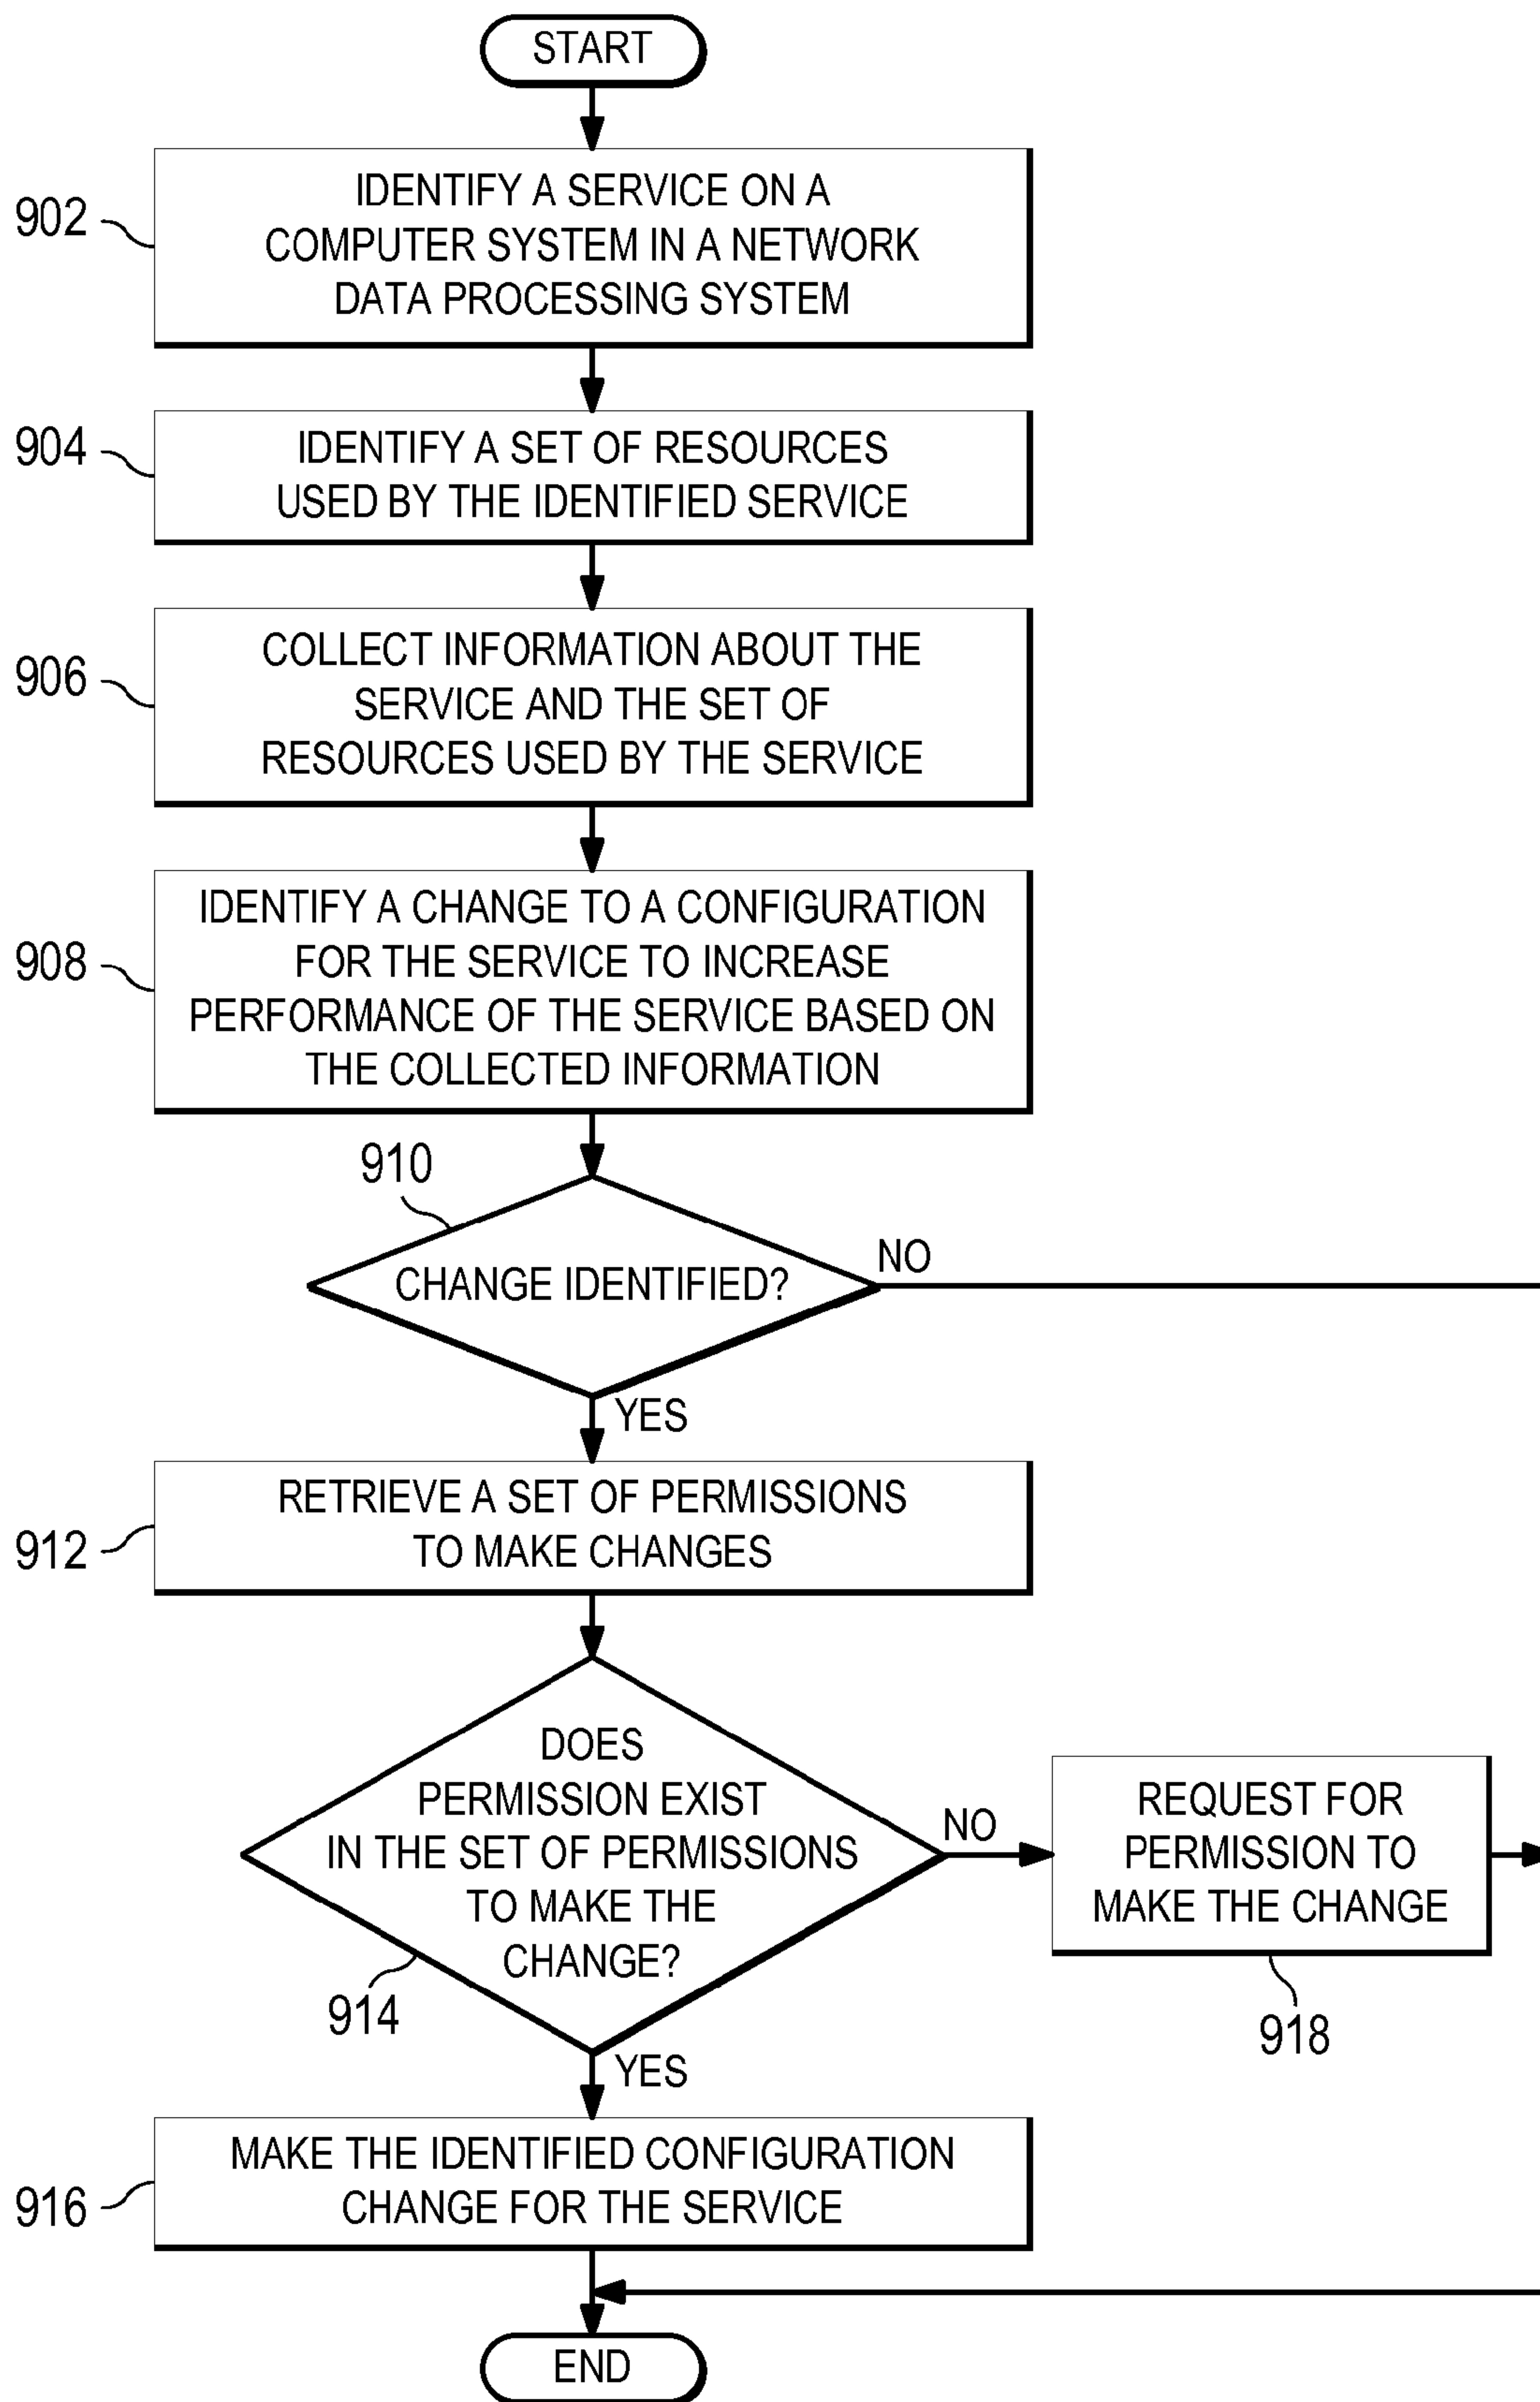 START
902
IDENTIFY A SERVICE ON A
COMPUTER SYSTEM IN A NETWORK
DATA PROCESSING SYSTEM
904
IDENTIFY A SET OF RESOURCES
USED BY THE IDENTIFIED SERVICE
906
COLLECT INFORMATION ABOUT THE
SERVICE AND THE SET OF
RESOURCES USED BY THE SERVICE
908
IDENTIFY A CHANGE TO A CONFIGURATION
FOR THE SERVICE TO INCREASE
PERFORMANCE OF THE SERVICE BASED ON
THE COLLECTED INFORMATION
910
CHANGE IDENTIFIED?
NO
YES
912
RETRIEVE A SET OF PERMISSIONS
TO MAKE CHANGES
DOES
PERMISSION EXIST
IN THE SET OF PERMISSIONS
TO MAKE THE
CHANGE?
914
NO
REQUEST FOR
PERMISSION TO
MAKE THE CHANGE
918
YES
916
MAKE THE IDENTIFIED CONFIGURATION
CHANGE FOR THE SERVICE
END